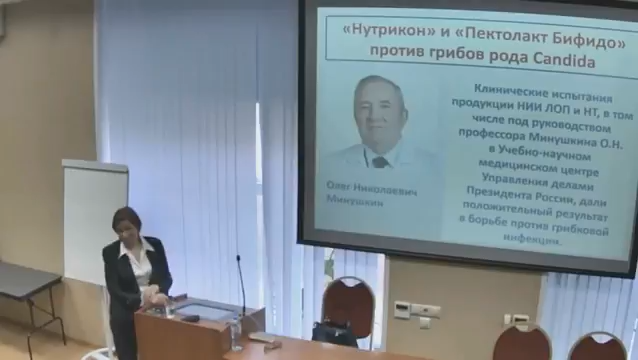 «Нутрикон» и «Пектолакт Бифидо»
против грибов рода Candida
Клинические испытания
продукции НИИ ЛОП и НТ, в том
числе под руководством
профессора Минушкина О.Н.
в Учебно-научном
медицинском центре
Управления делами
Президента России, дали
положительный результат
в борьбе против грибковой
инфекции.
Олег Николаевич
Минушкин